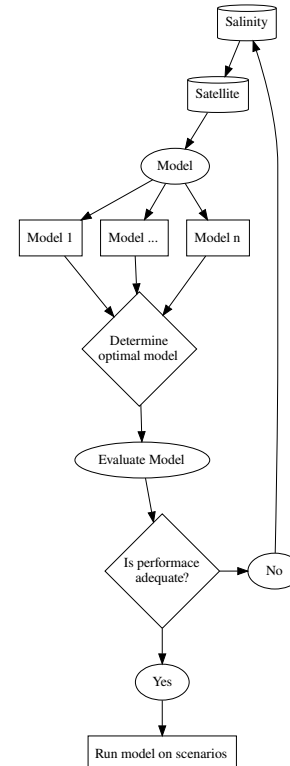 Salinity
Satellite
Model
Model 1
Model ...
Model n
Determine
optimal model
Evaluate Model
Is performace
adequate?
No
Yes
Run model on scenarios